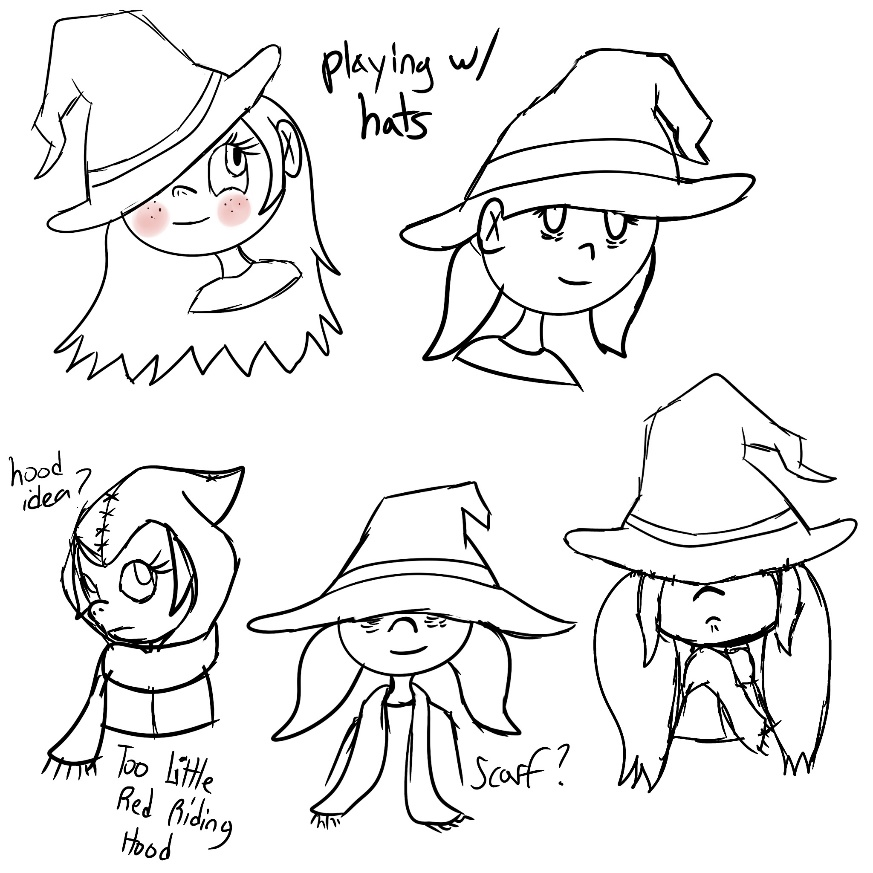 playing w/
hats
hood
idea?
Too Little
Red Riding
Hood
Scarf?